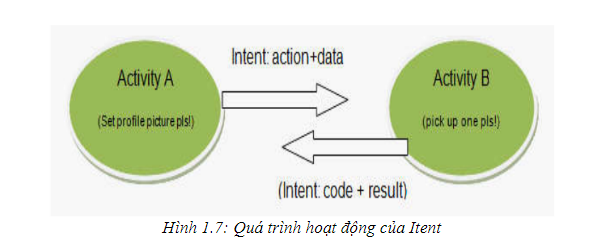 Intent: action+data
Activity A
(Set profile picture pls!)
Activity B
(pick up one pls!)
(Intent: code + result)
Hình 1.7: Quá trình hoạt động của Itent